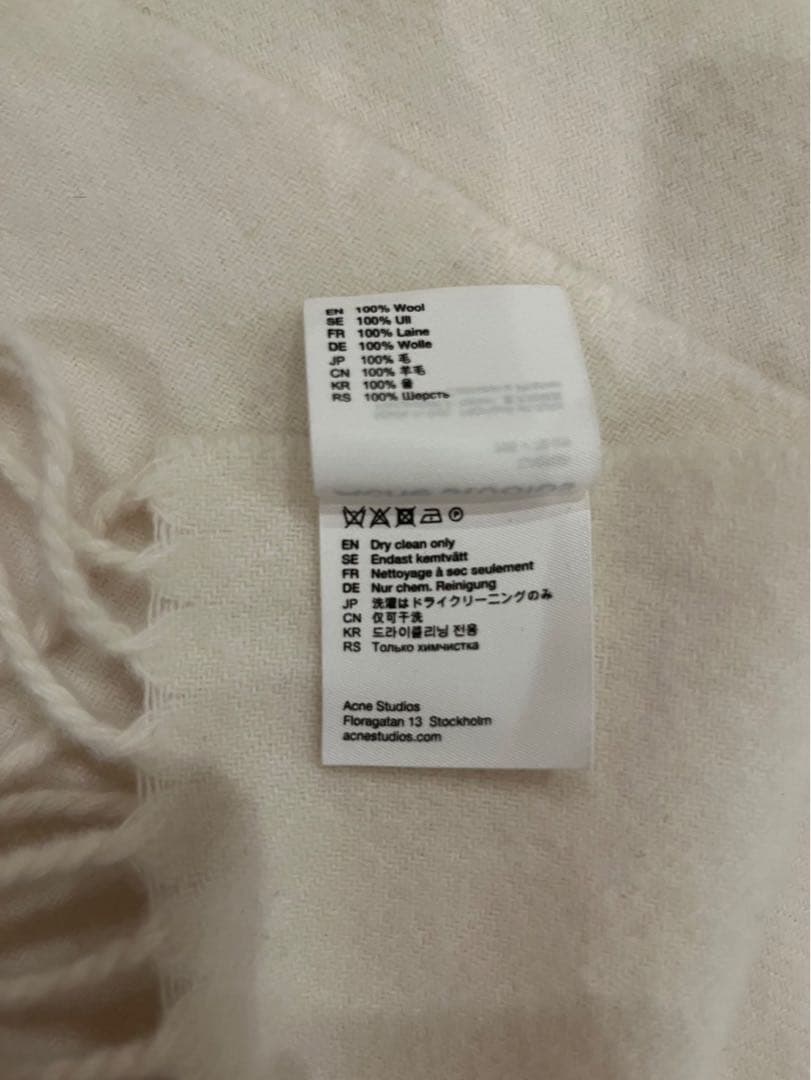 EN 100% Wool
SE 100% Ull
FR 100% Laine
DE 100% Wolle
JP 100% 毛
CN 100% 羊毛
KR 100% 울
RS 100% Шерсть
EN Dry clean only
SE Endast kemtvätt
FR Nettoyage à sec seulement
DE Nur chem. Reinigung
JP 洗濯はドライクリーニングのみ
CN 仅可干洗
KR 드라이클리닝 전용
RS Только химчистка
Acne Studios
Floragatan 13 Stockholm
acnestudios.com